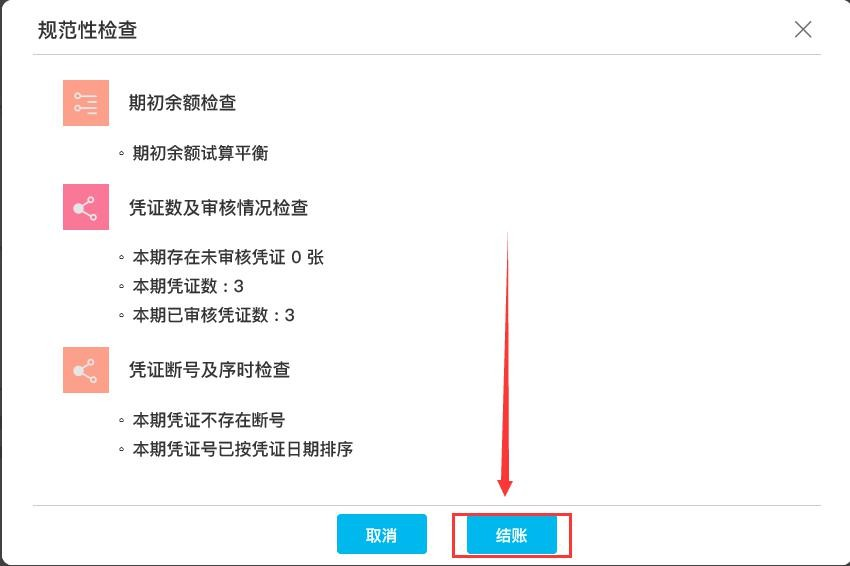 规范性检查
期初余额检查
◦ 期初余额试算平衡
凭证数及审核情况检查
◦ 本期存在未审核凭证 0 张
◦ 本期凭证数：3
◦ 本期已审核凭证数：3
凭证断号及序时检查
◦ 本期凭证不存在断号
◦ 本期凭证号已按凭证日期排序
取消 结账